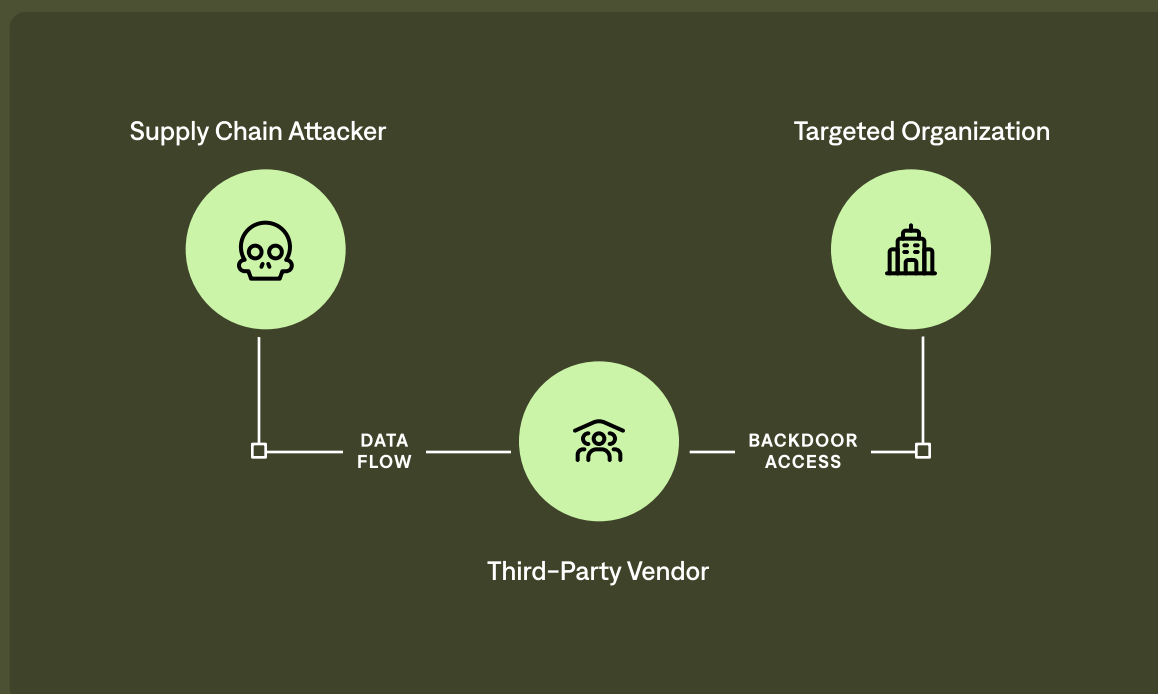 Supply Chain Attacker
Targeted Organization
DATA
FLOW
BACKDOOR
ACCESS
Third-Party Vendor